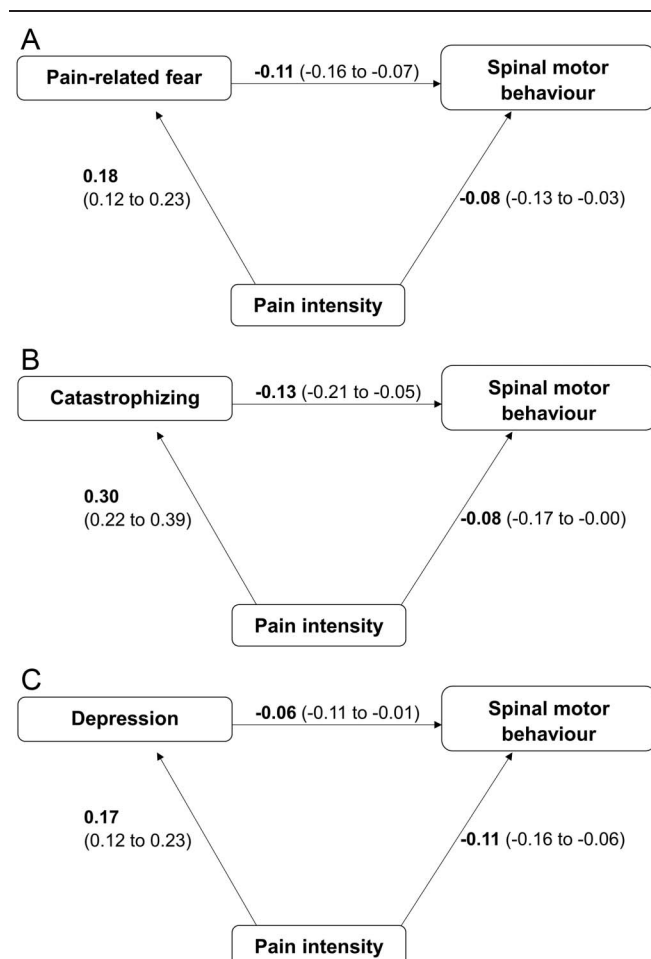 A
Pain-related fear
-0.11 (-0.16 to -0.07)
Spinal motor
behaviour
0.18
(0.12 to 0.23)
-0.08 (-0.13 to -0.03)
Pain intensity
B
Catastrophizing
-0.13 (-0.21 to -0.05)
Spinal motor
behaviour
0.30
(0.22 to 0.39)
-0.08 (-0.17 to -0.00)
Pain intensity
C
Depression
-0.06 (-0.11 to -0.01)
Spinal motor
behaviour
0.17
(0.12 to 0.23)
-0.11 (-0.16 to -0.06)
Pain intensity